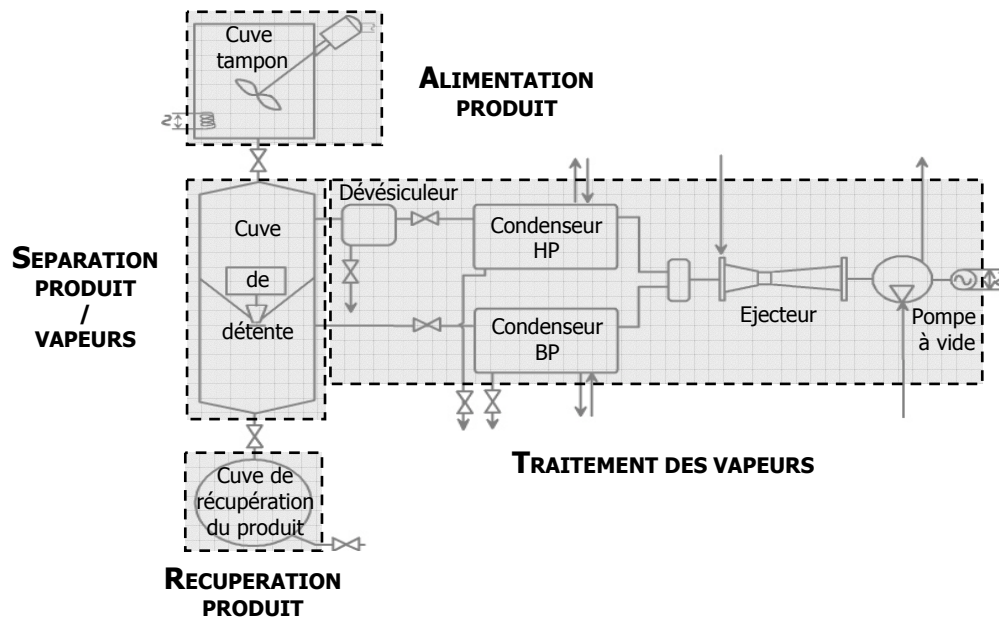 Cuve
tampon
ALIMENTATION
PRODUIT
SEPARATION
PRODUIT
/
VAPEURS
Cuve
de
détente
Dévésiculeur
Condenseur
HP
Condenseur
BP
Ejecteur
Pompe
à vide
TRAITEMENT DES VAPEURS
Cuve de
récupération
du produit
RECUPERATION
PRODUIT